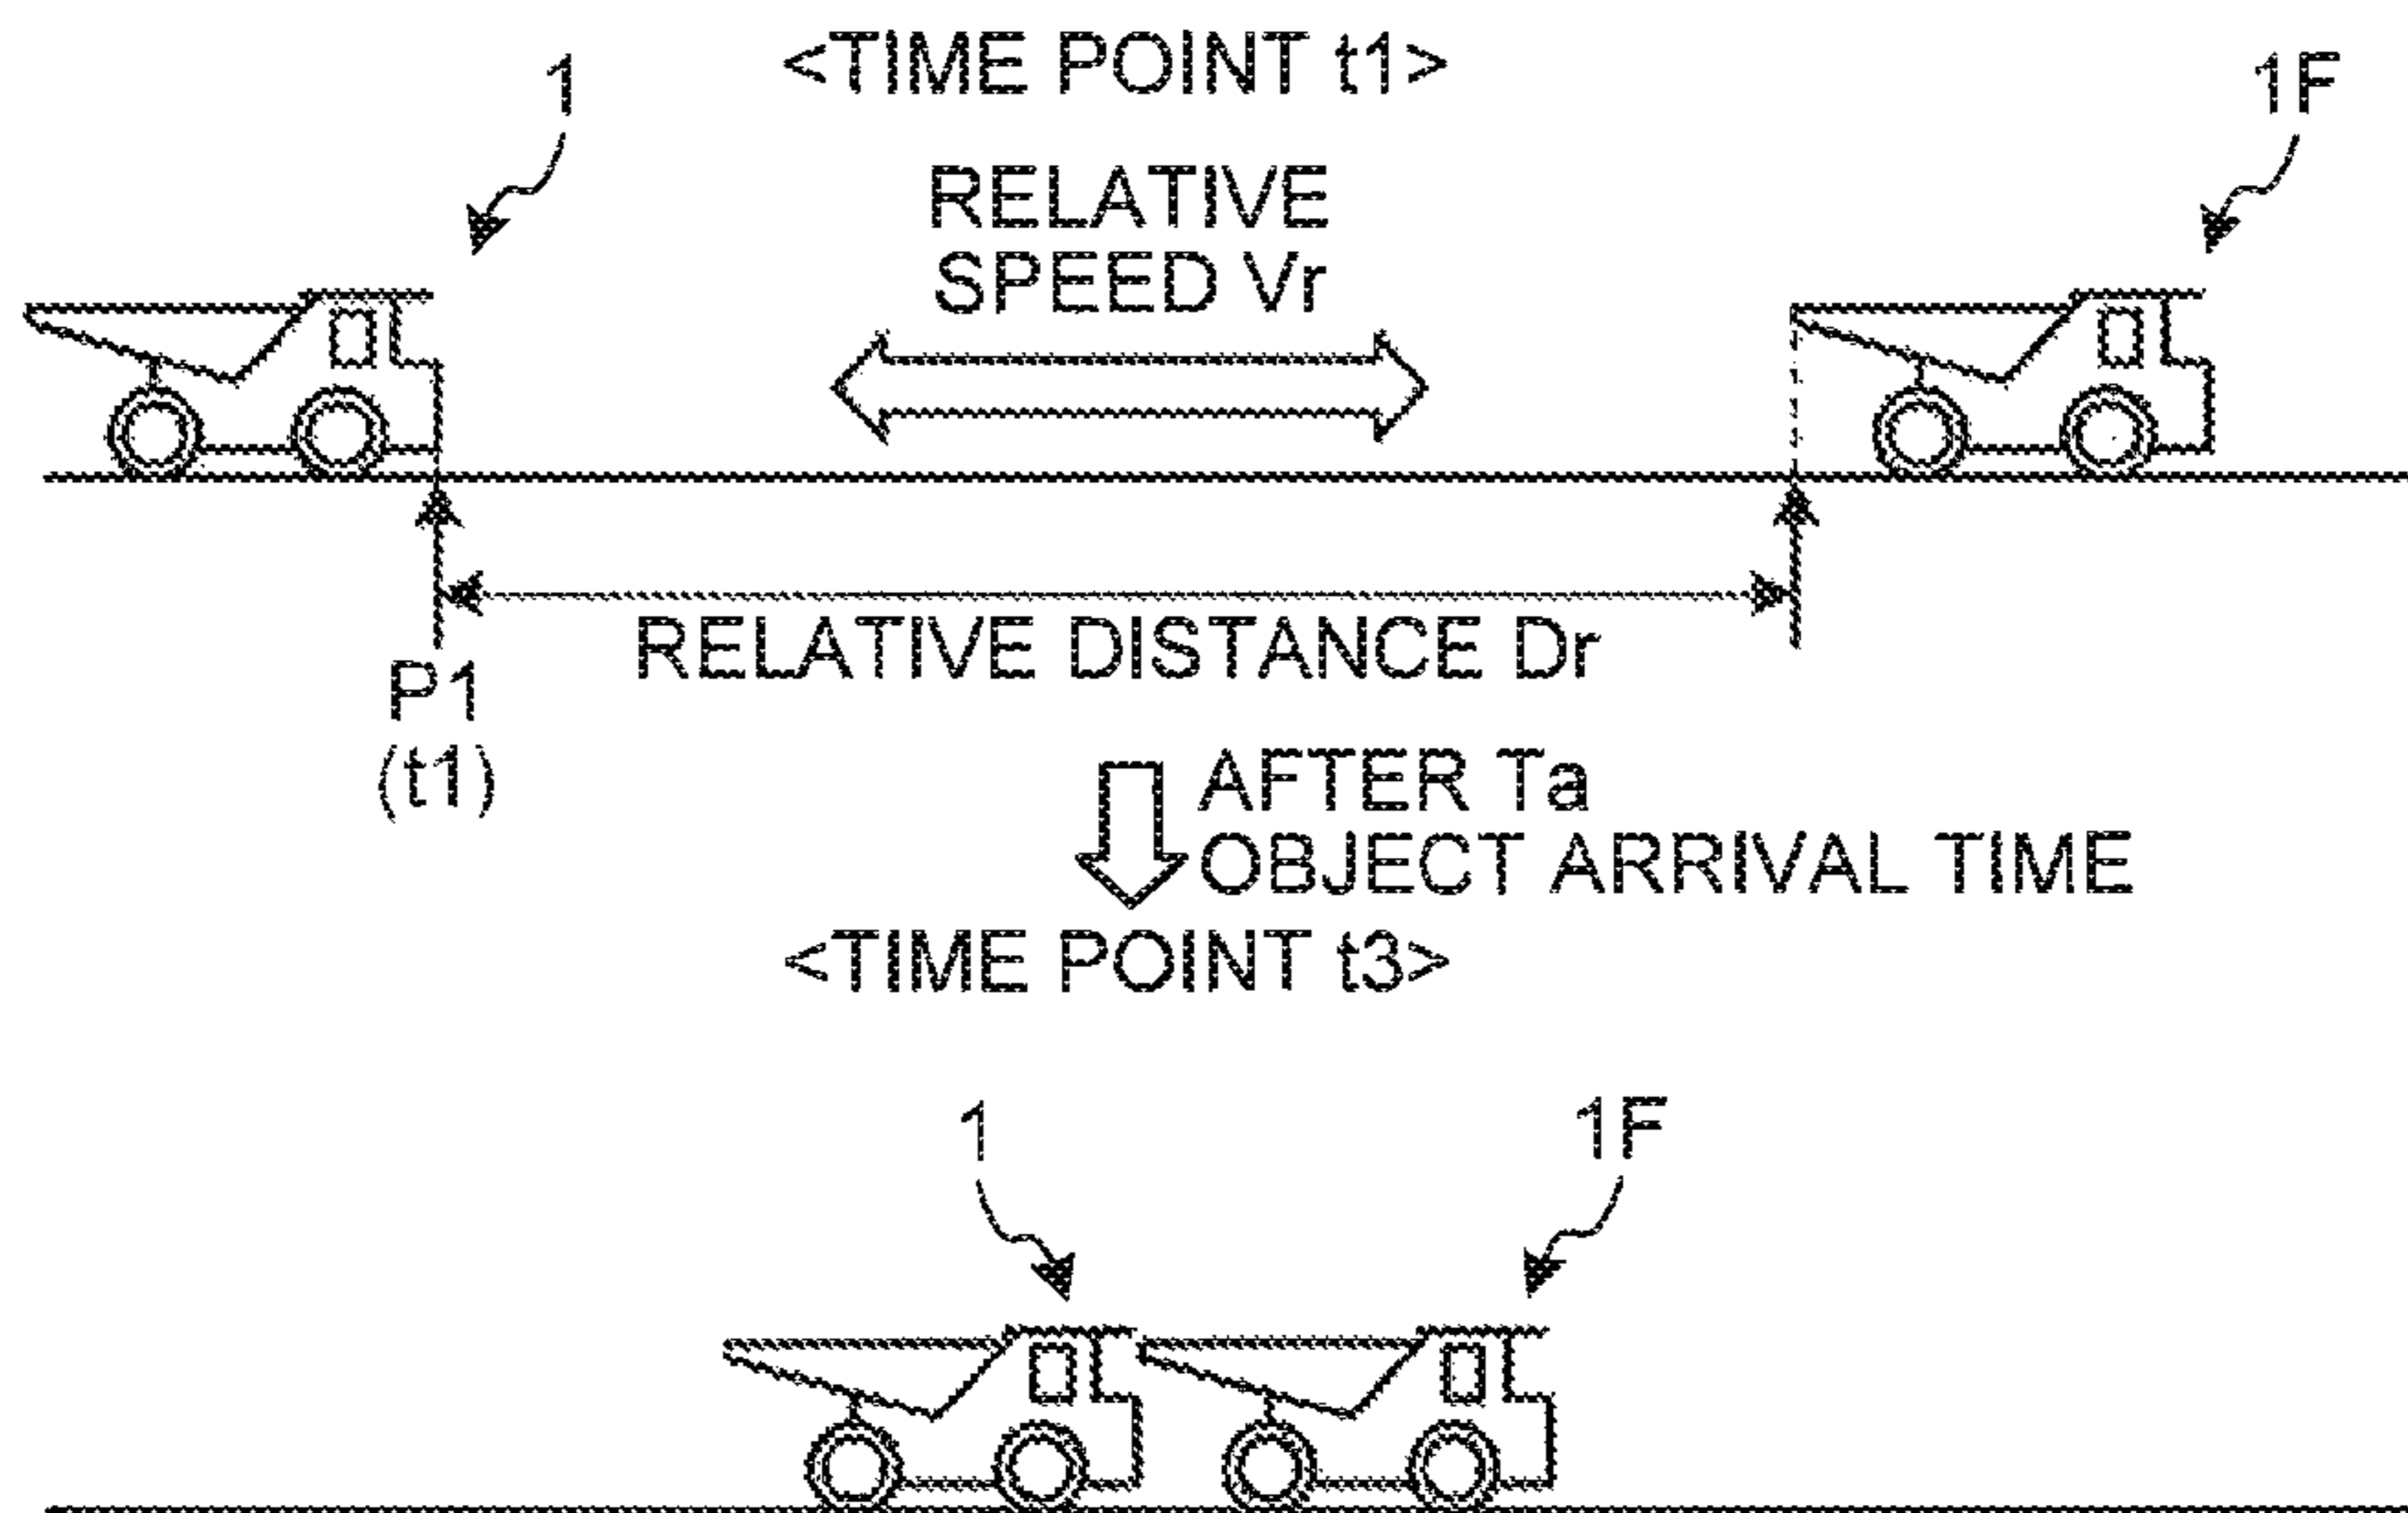 <TIME POINT t1>
1
1F
RELATIVE
SPEED Vr
RELATIVE DISTANCE Dr
P1
(t1)
AFTER Ta
OBJECT ARRIVAL TIME
<TIME POINT t3>
1
1F